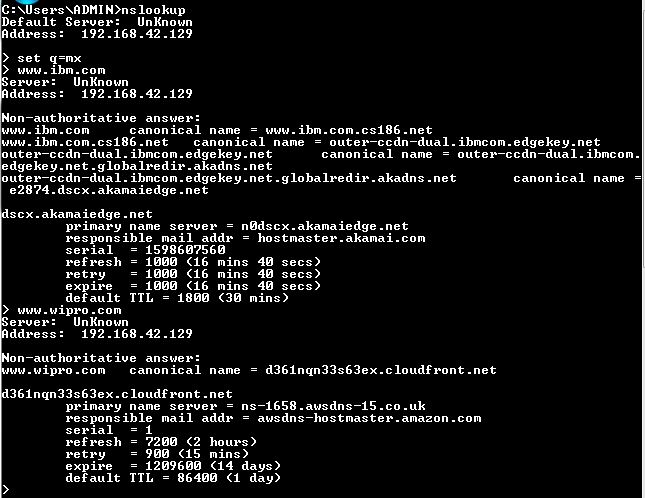 C:\Users\ADMIN>nslookup
Default Server:  UnKnown
Address:  192.168.42.129

> set q=mx
> www.ibm.com
Server:  UnKnown
Address:  192.168.42.129

Non-authoritative answer:
www.ibm.com     canonical name = www.ibm.com.cs186.net
www.ibm.com.cs186.net   canonical name = outer-ccdn-dual.ibmcom.edgekey.net
outer-ccdn-dual.ibmcom.edgekey.net      canonical name = outer-ccdn-dual.ibmcom.
edgekey.net.globalredir.akadns.net
outer-ccdn-dual.ibmcom.edgekey.net.globalredir.akadns.net       canonical name =
 e2874.dscx.akamaiedge.net

dscx.akamaiedge.net
        primary name server = n0dscx.akamaiedge.net
        responsible mail addr = hostmaster.akamai.com
        serial  = 1598607560
        refresh = 1000 (16 mins 40 secs)
        retry   = 1000 (16 mins 40 secs)
        expire  = 1000 (16 mins 40 secs)
        default TTL = 1800 (30 mins)
> www.wipro.com
Server:  UnKnown
Address:  192.168.42.129

Non-authoritative answer:
www.wipro.com   canonical name = d361nqn33s63ex.cloudfront.net

d361nqn33s63ex.cloudfront.net
        primary name server = ns-1658.awsdns-15.co.uk
        responsible mail addr = awsdns-hostmaster.amazon.com
        serial  = 1
        refresh = 7200 (2 hours)
        retry   = 900 (15 mins)
        expire  = 1209600 (14 days)
        default TTL = 86400 (1 day)
>